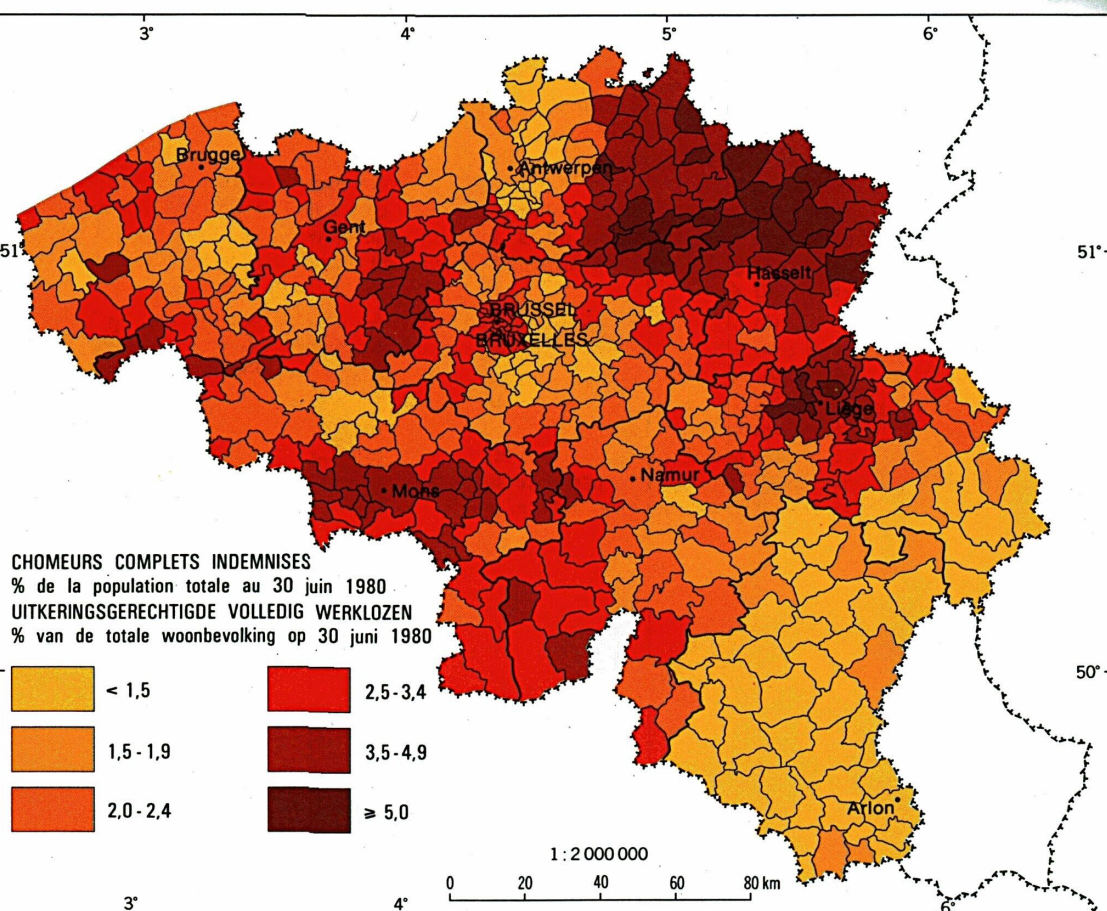 3° 4° 5° 6°
Brugge
Antwerpen
Gent
51° 51°
Hasselt
BRUSSEL
BRUXELLES
Liège
Namur
Mons
CHOMEURS COMPLETS INDEMNISES
% de la population totale au 30 juin 1980
UITKERINGSGERECHTIGDE VOLLEDIG WERKLOZEN
% van de totale woonbevolking op 30 juni 1980
50°
< 1,5 2,5-3,4
1,5-1,9 3,5-4,9
2,0-2,4 ≥ 5,0
Arlon
1:2 000 000
0 20 40 60 80 km
3° 4° 6°